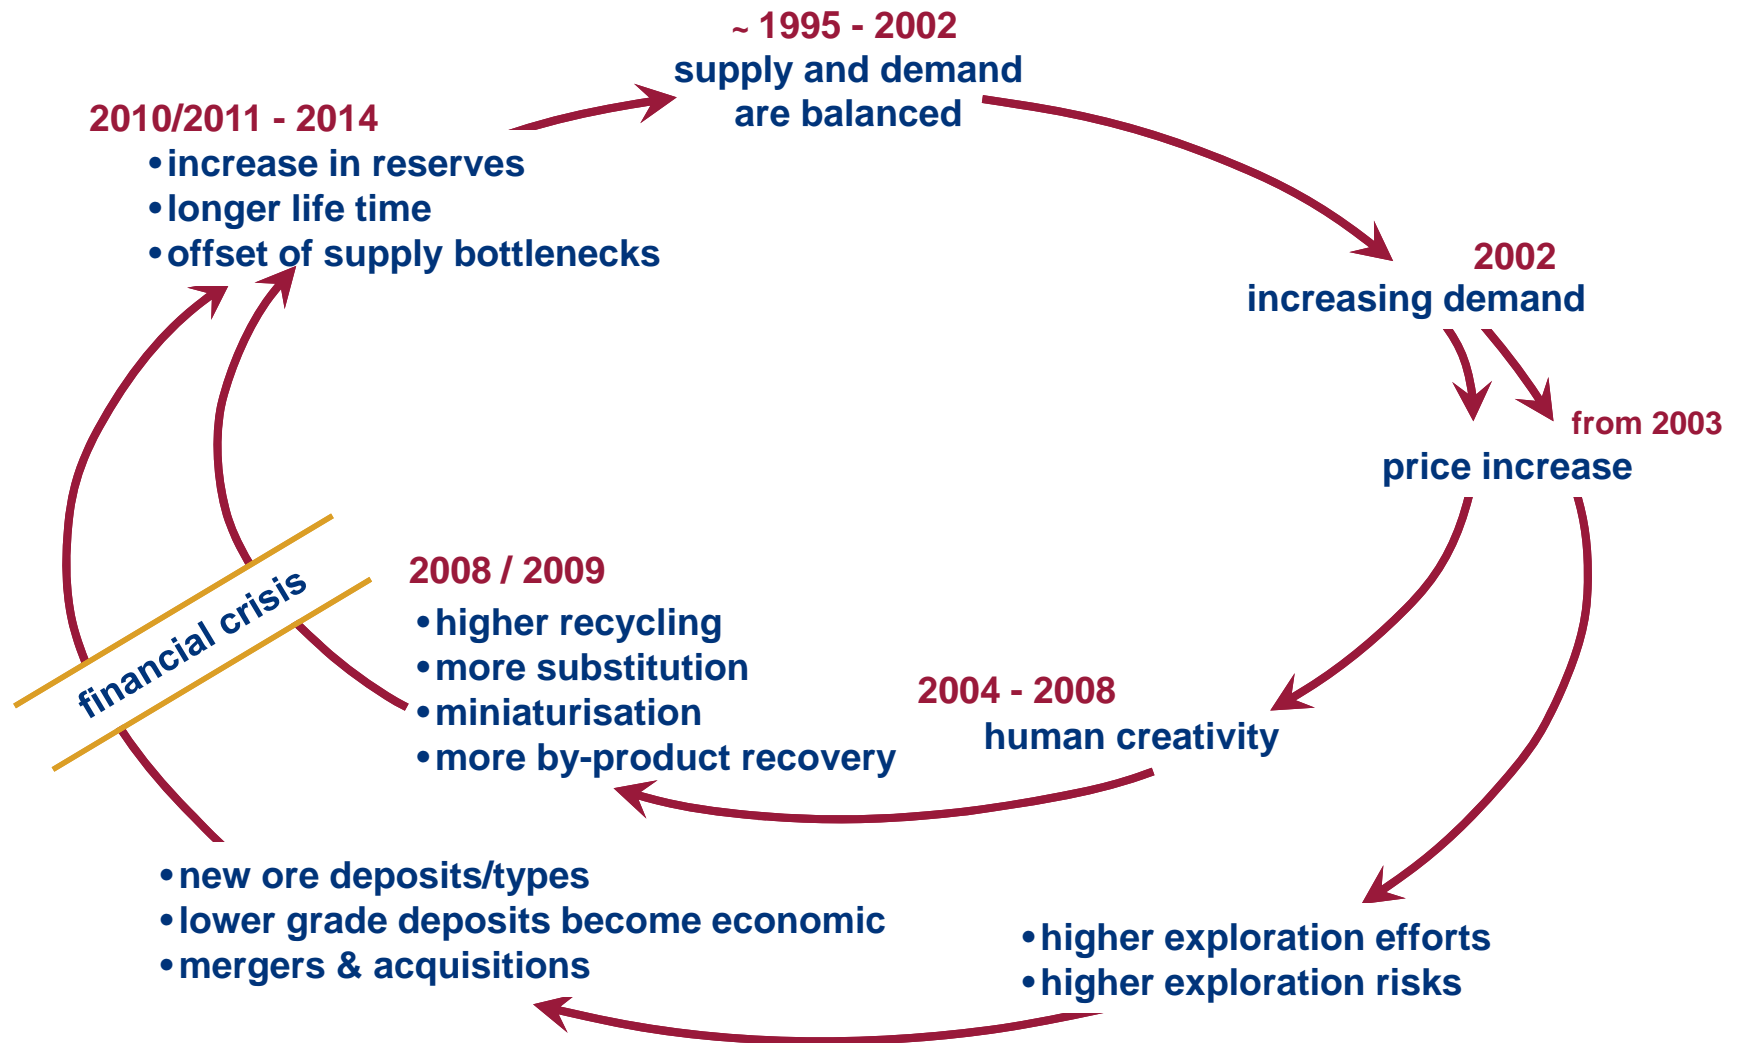 ~ 1995 - 2002
supply and demand
are balanced
2010/2011 - 2014
•increase in reserves
•longer life time
•offset of supply bottlenecks
2002
increasing demand
from 2003
price increase
financial crisis
2008 / 2009
•higher recycling
•more substitution
•miniaturisation
•more by-product recovery
2004 - 2008
human creativity
•new ore deposits/types
•lower grade deposits become economic
•mergers & acquisitions
•higher exploration efforts
•higher exploration risks